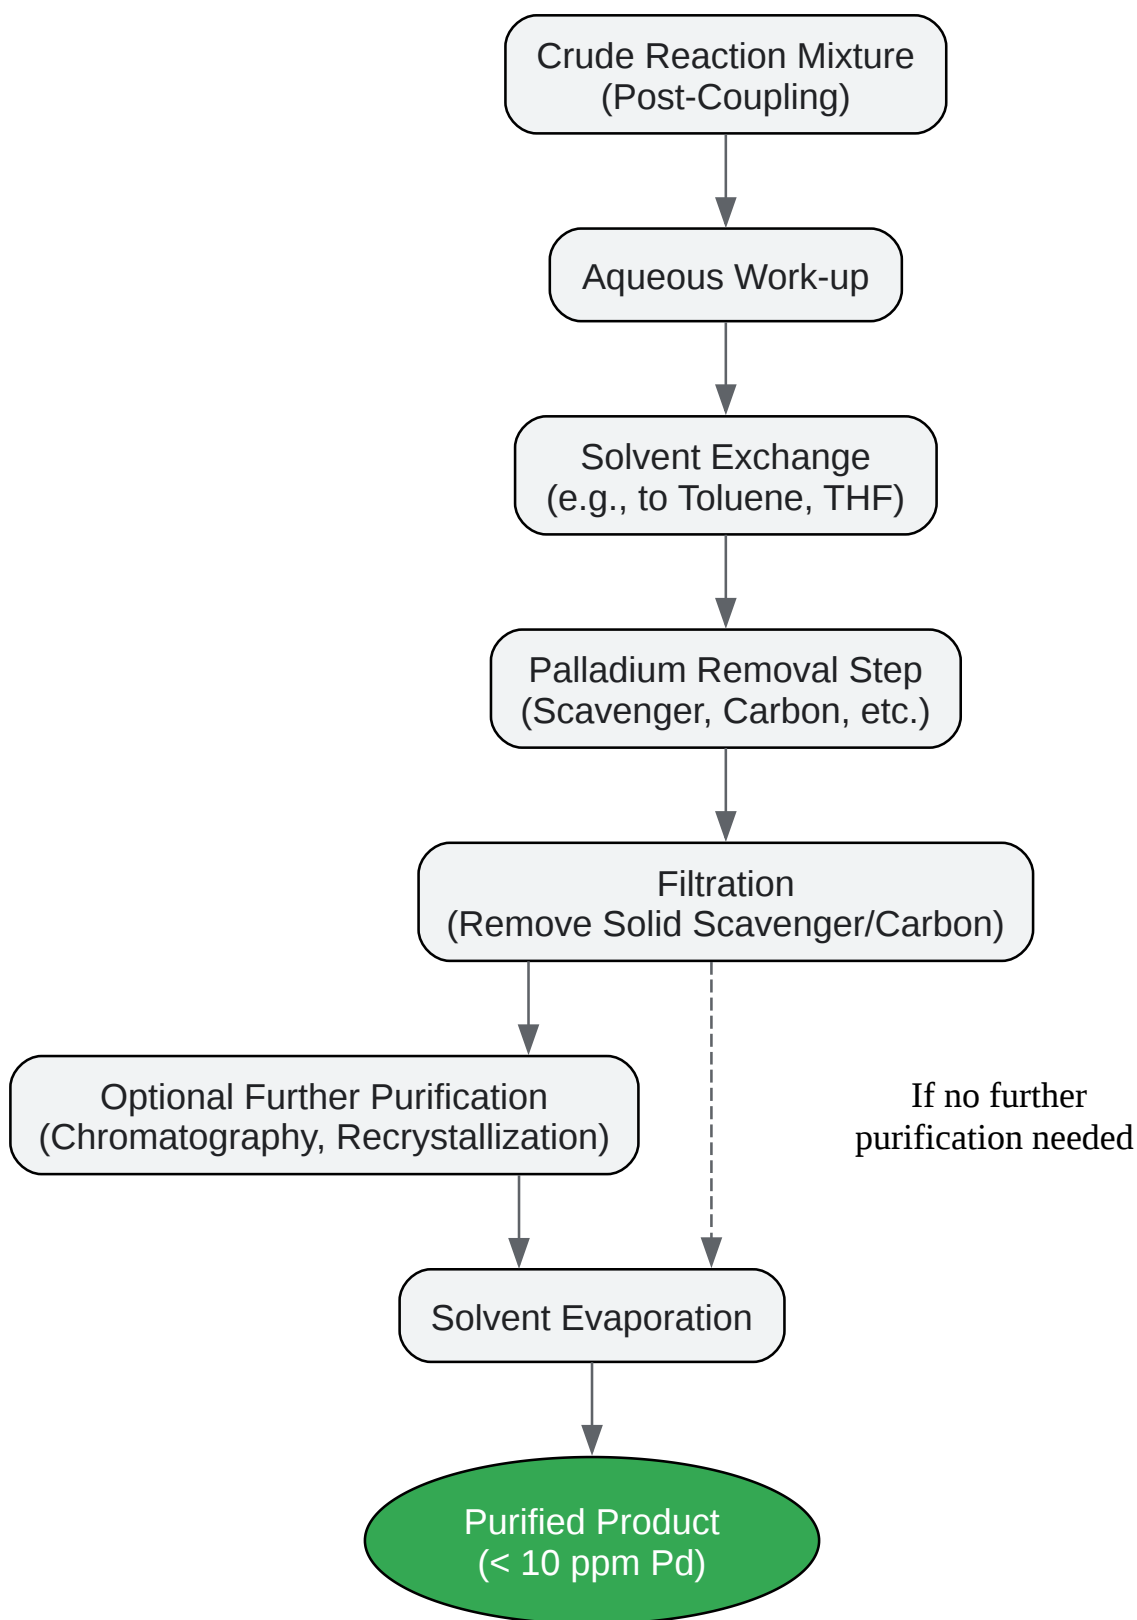 Crude Reaction Mixture
(Post-Coupling)
Aqueous Work-up
Solvent Exchange
(e.g., to Toluene, THF)
Palladium Removal Step
(Scavenger, Carbon, etc.)
Filtration
(Remove Solid Scavenger/Carbon)
Optional Further Purification
(Chromatography, Recrystallization)
If no further
purification needed
Solvent Evaporation
Purified Product
(< 10 ppm Pd)